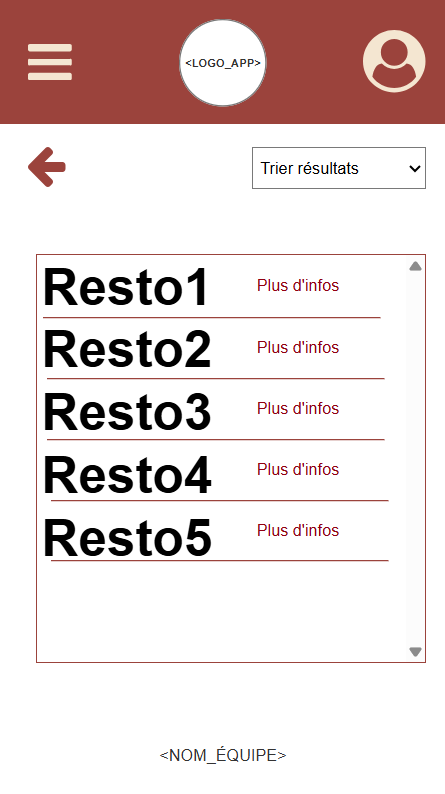 <LOGO_APP>
Trier résultats
Resto1 Plus d'infos
Resto2 Plus d'infos
Resto3 Plus d'infos
Resto4 Plus d'infos
Resto5 Plus d'infos
<NOM_ÉQUIPE>